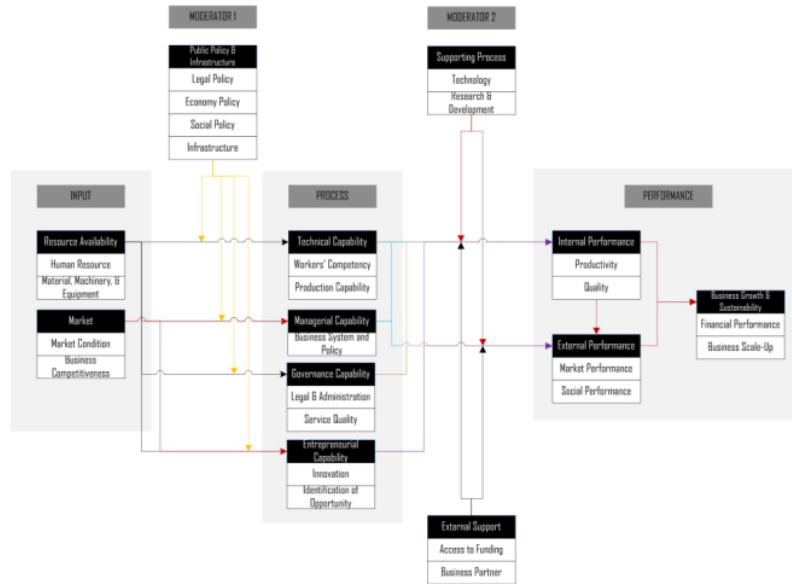 MODERATOR 1
MODERATOR 2
Public Policy &
Infrastructure
Legal Policy
Economy Policy
Social Policy
Infrastructure
Supporting Process
Technology
Research &
Development
INPUT
PROCESS
PERFORMANCE
Resource Availability
Human Resource
Material, Machinery, &
Equipment
Market
Market Condition
Business
Competitiveness
Technical Capability
Workers' Competency
Production Capability
Managerial Capability
Business System and
Policy
Governance Capability
Legal & Administration
Service Quality
Entrepreneurial
Capability
Innovation
Identification of
Opportunity
Internal Performance
Productivity
Quality
External Performance
Market Performance
Social Performance
Business Growth &
Sustainability
Financial Performance
Business Scale-Up
External Support
Access to Funding
Business Partner